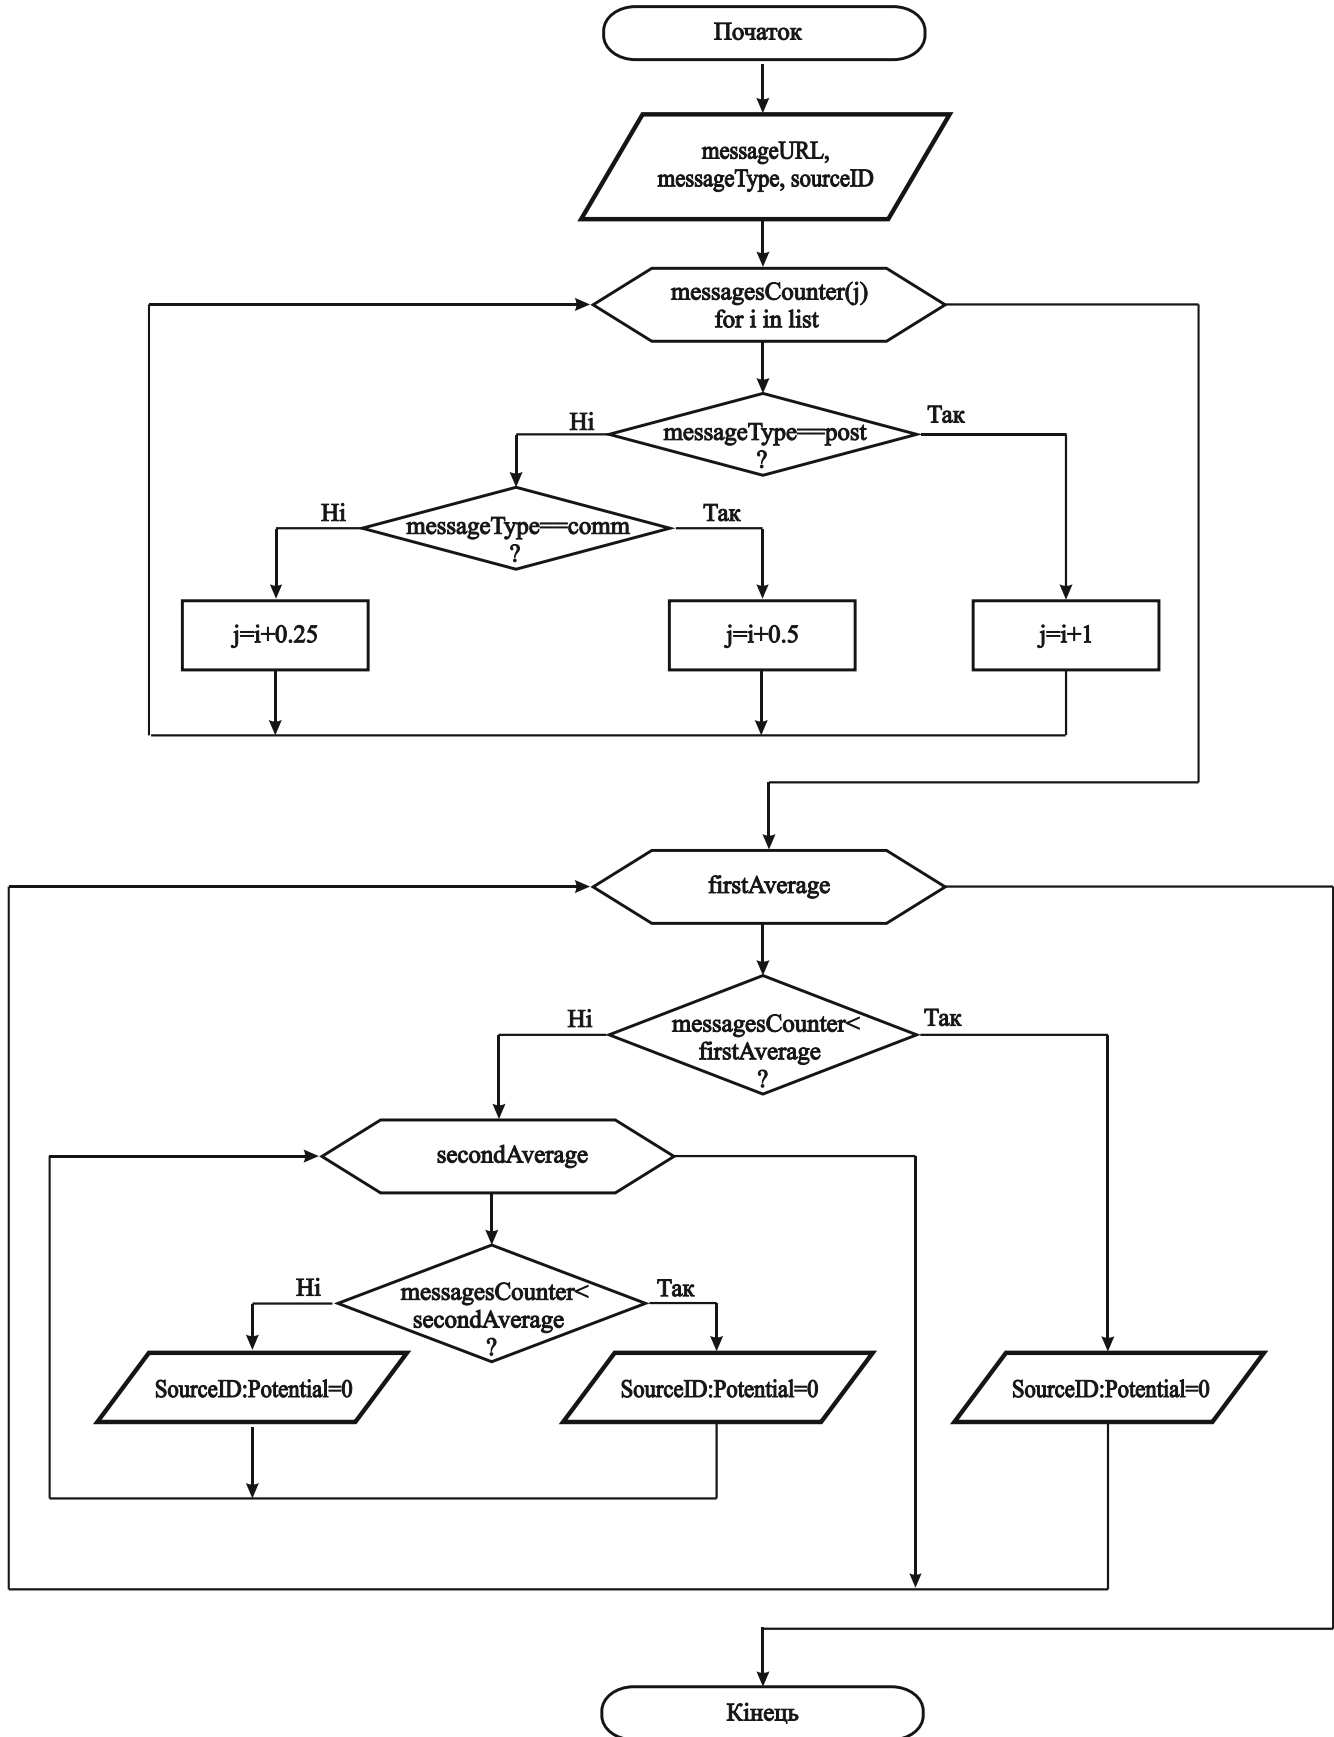 Початок
messageURL,
messageType, sourceID
messagesCounter(j)
for i in list
Ні
Так
messageType==post
?
Ні
Так
messageType==comm
?
j=i+0.25
j=i+0.5
j=i+1
firstAverage
Ні
Так
messagesCounter<
firstAverage
?
secondAverage
Ні
Так
messagesCounter<
secondAverage
?
SourceID:Potential=0
SourceID:Potential=0
SourceID:Potential=0
Кінець